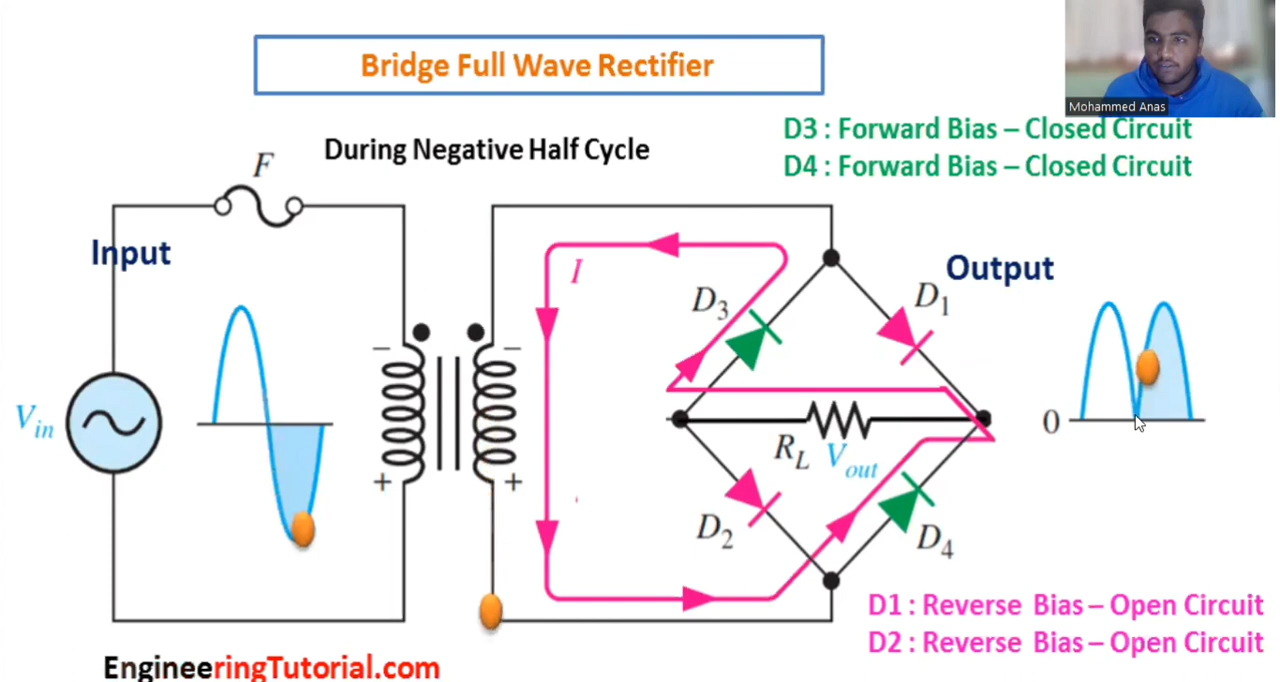 Bridge Full Wave Rectifier
Mohammed Anas
D3 : Forward Bias – Closed Circuit
D4 : Forward Bias – Closed Circuit
During Negative Half Cycle
F
Input
Output
I
D3
D1
− −
Vin
0
RL Vout
+ +
D2
D4
D1 : Reverse Bias – Open Circuit
D2 : Reverse Bias – Open Circuit
EngineeringTutorial.com